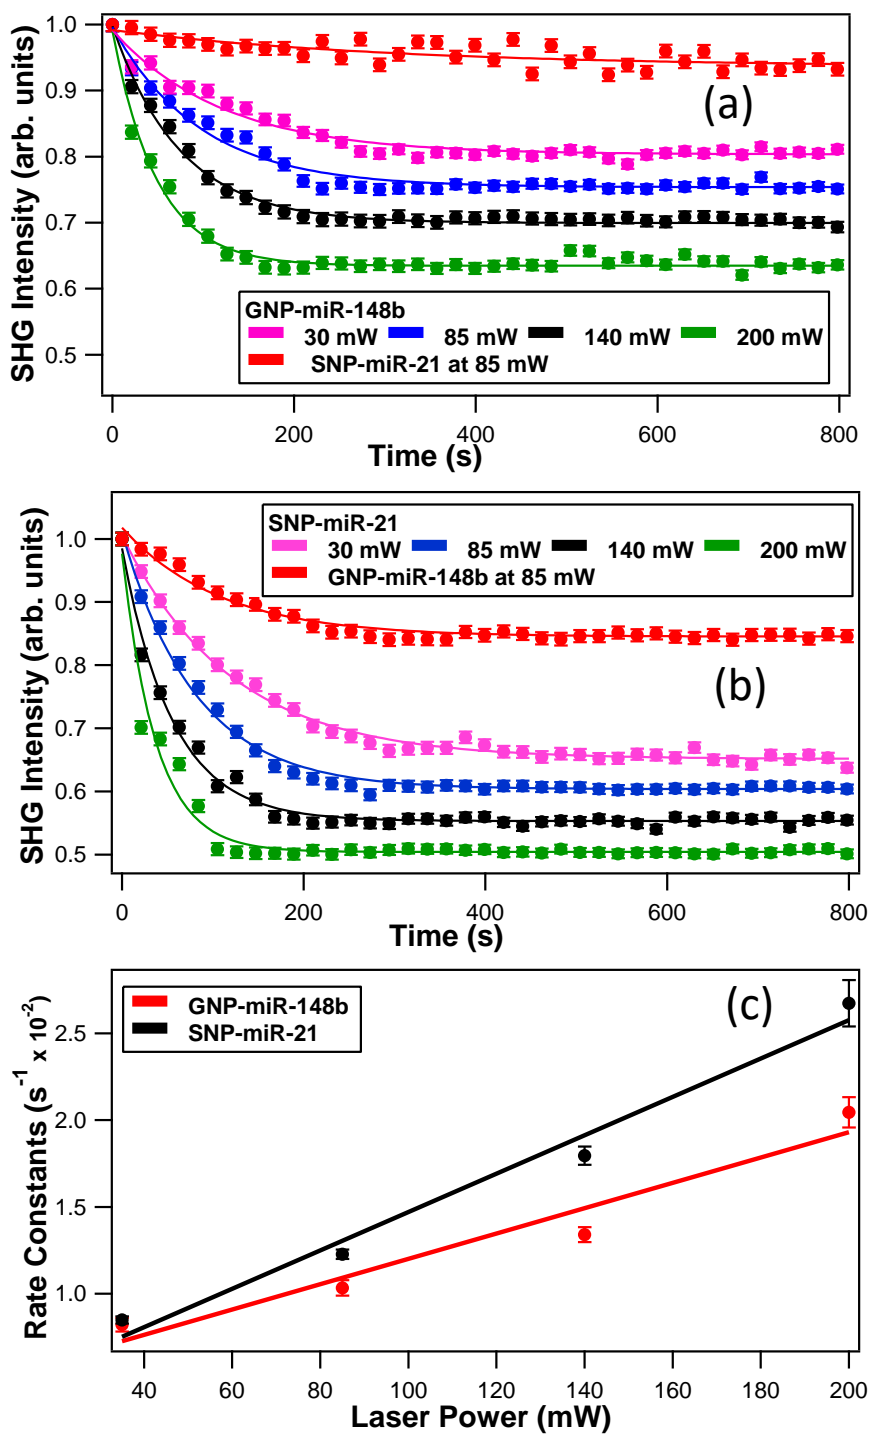 SHG Intensity (arb. units)
1.0
0.9
0.8
0.7
0.6
0.5
(a)
GNP-miR-148b
30 mW 85 mW 140 mW 200 mW
SNP-miR-21 at 85 mW
0 200 400 600 800
Time (s)
SHG Intensity (arb. units)
1.0
0.9
0.8
0.7
0.6
0.5
SNP-miR-21
30 mW 85 mW 140 mW 200 mW
GNP-miR-148b at 85 mW
(b)
0 200 400 600 800
Time (s)
Rate Constants (s⁻¹ x 10⁻²)
2.5
2.0
1.5
1.0
GNP-miR-148b
SNP-miR-21
(c)
40 60 80 100 120 140 160 180 200
Laser Power (mW)